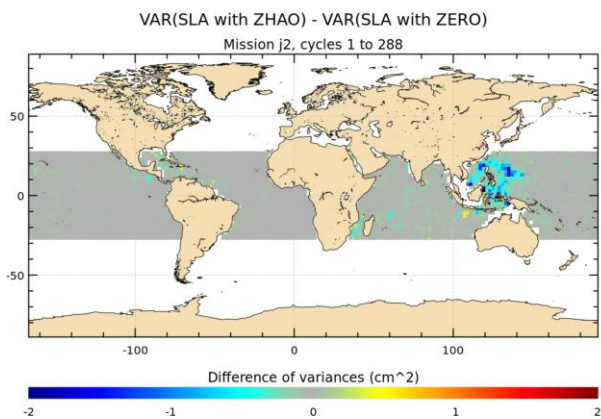 VAR(SLA with ZHAO) - VAR(SLA with ZERO)
Mission j2, cycles 1 to 288
50
0
-50
-100 0 100
Difference of variances (cm^2)
-2 -1 0 1 2